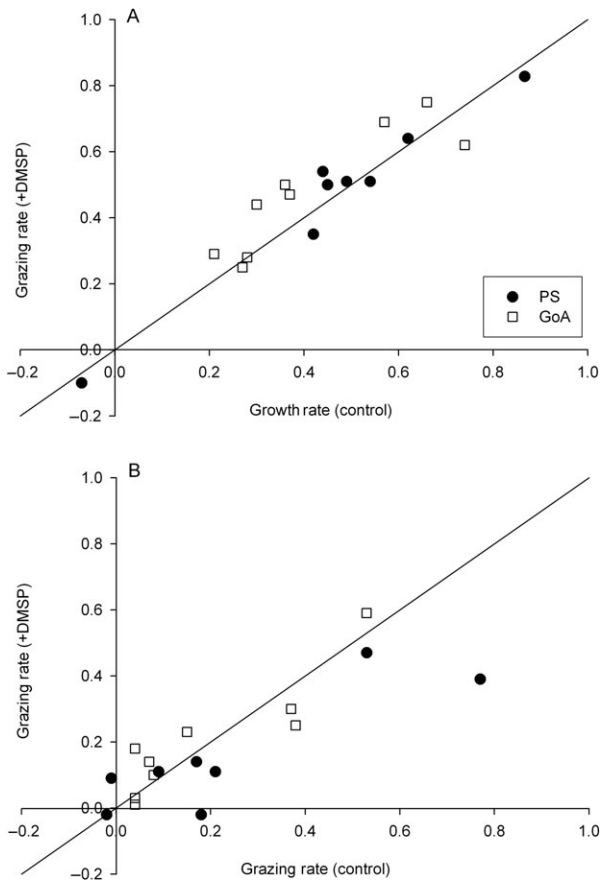 A
1.0
0.8
0.6
0.4
0.2
0.0
–0.2
Grazing rate (+DMSP)
–0.2 0.0 0.2 0.4 0.6 0.8 1.0
Growth rate (control)
PS
GoA
B
1.0
0.8
0.6
0.4
0.2
0.0
–0.2
Grazing rate (+DMSP)
–0.2 0.0 0.2 0.4 0.6 0.8 1.0
Grazing rate (control)